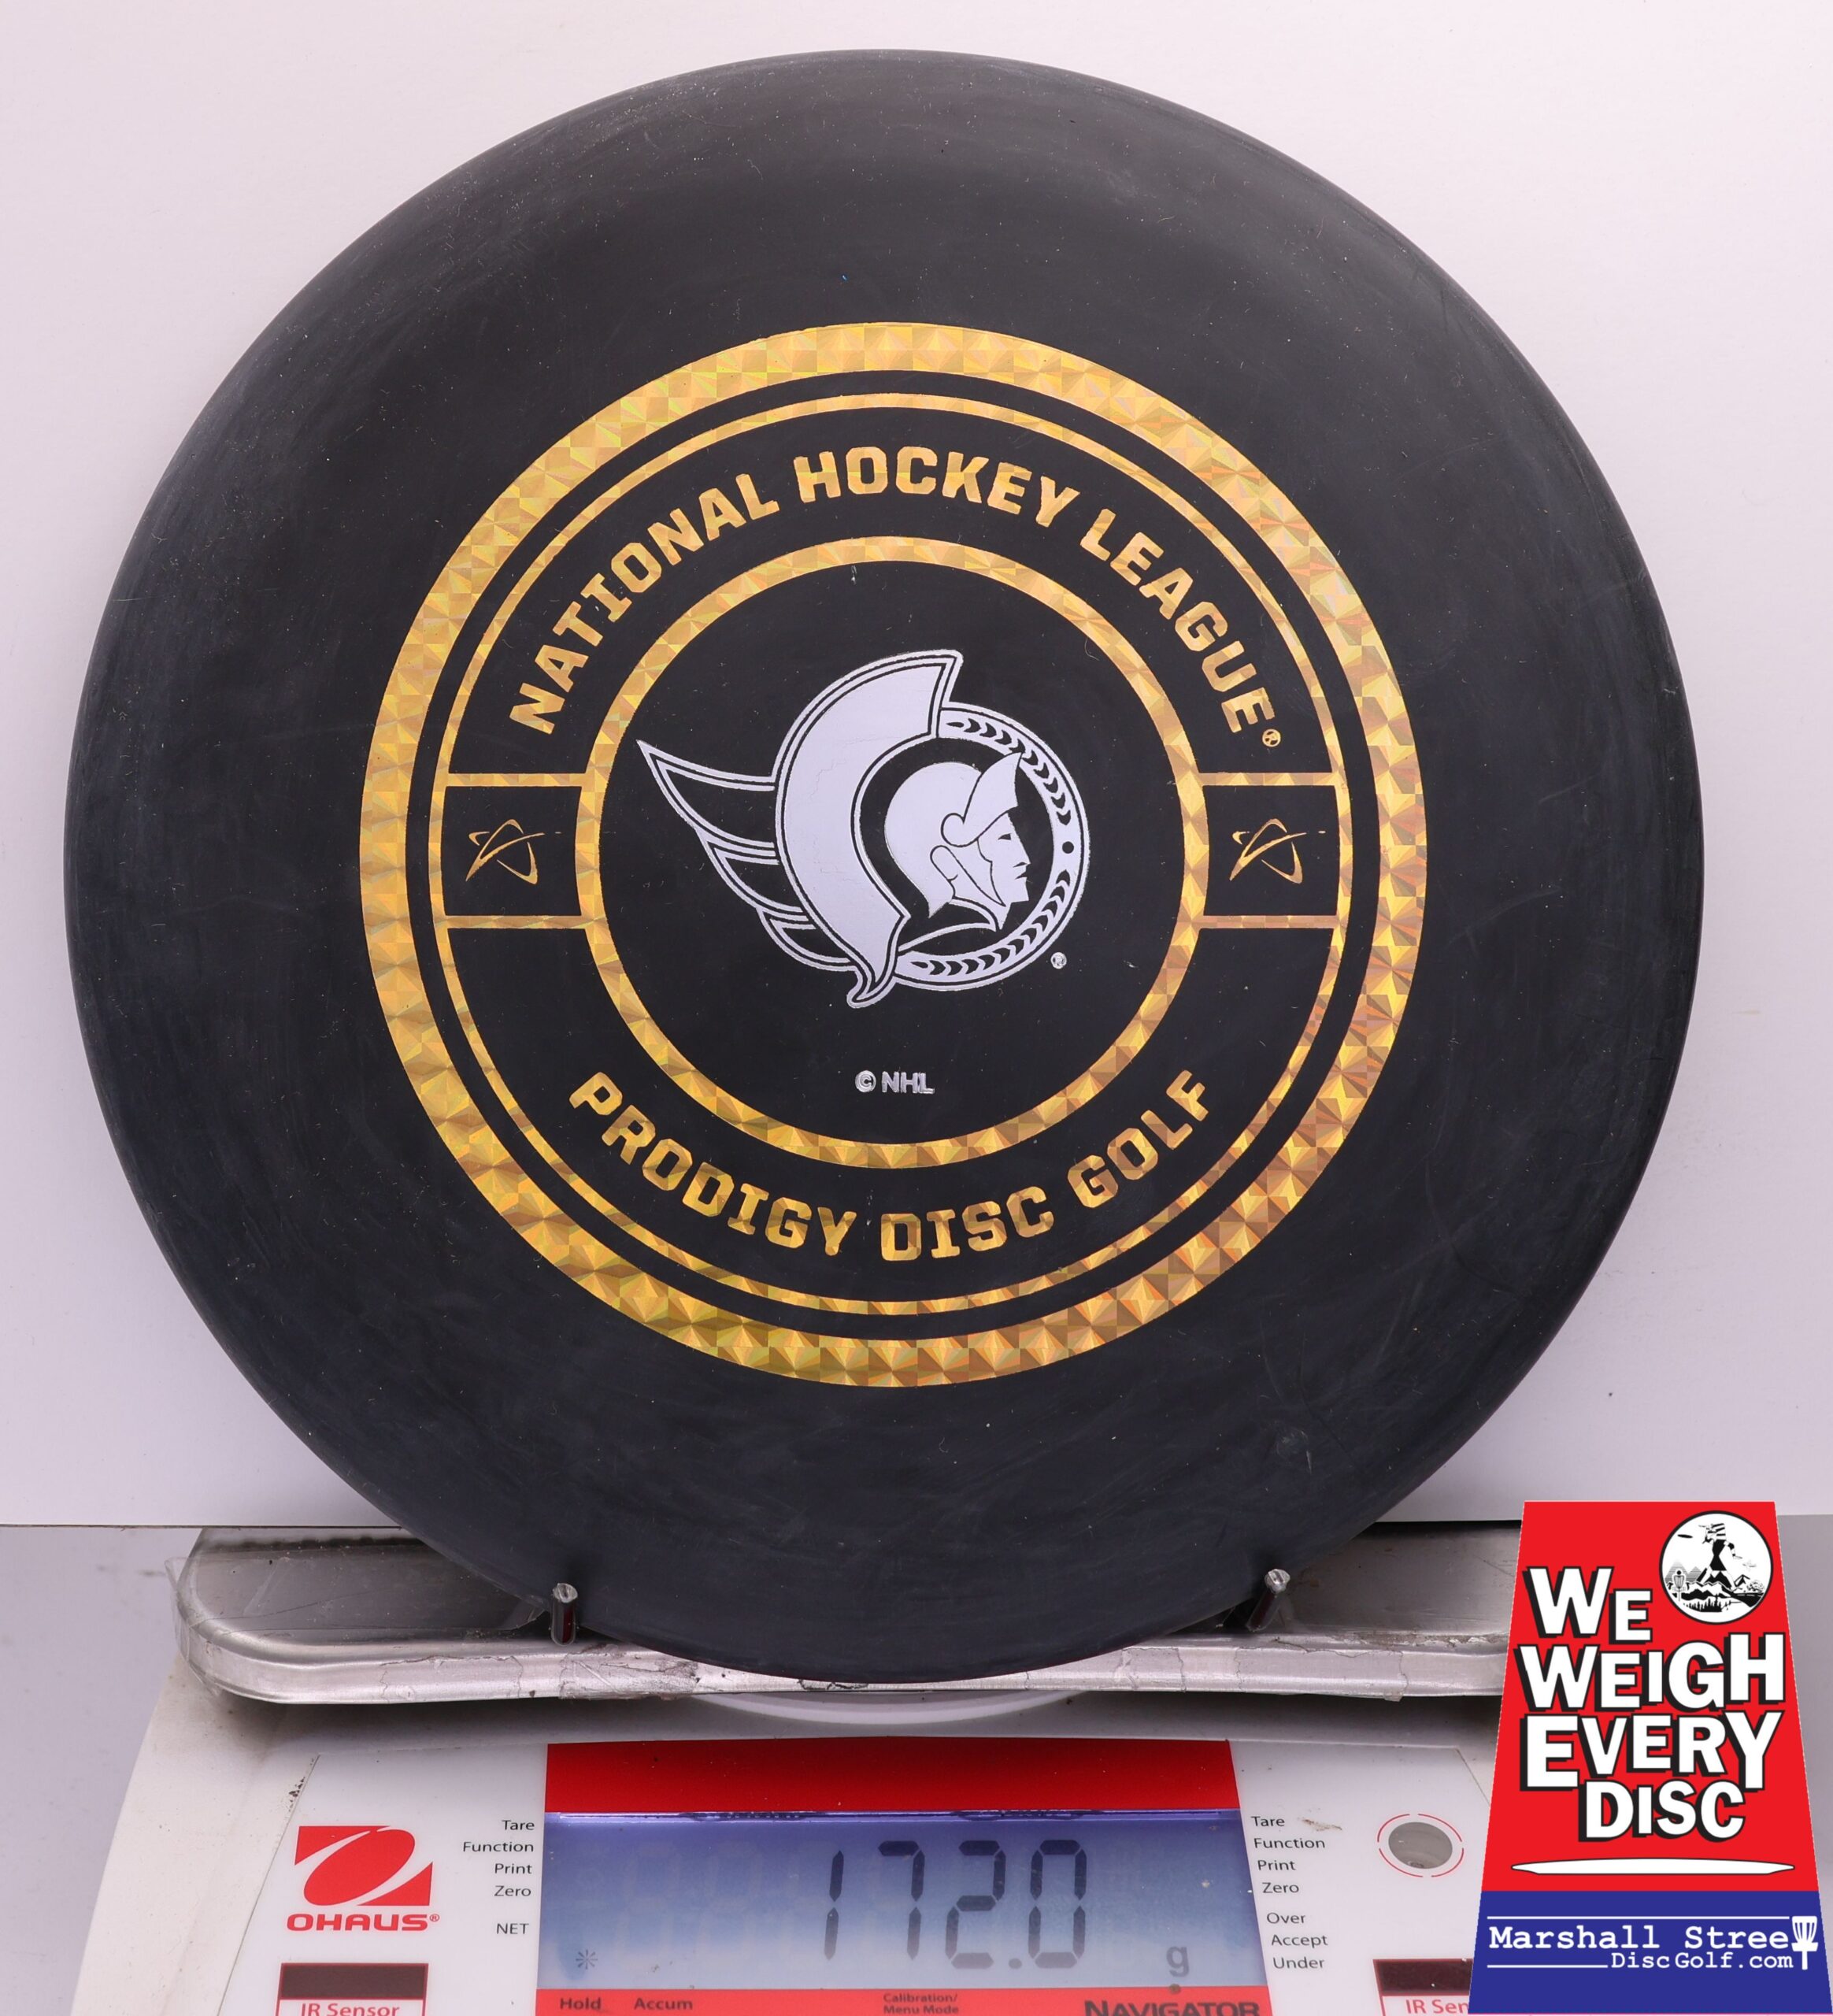 NATIONAL HOCKEY LEAGUE®
®
© NHL
PRODIGY DISC GOLF
WE
WEIGH
EVERY
DISC
Marshall Stree
DiscGolf.com
OHAUS®
Tare
Function
Print
Zero
NET
172.0 g
Tare
Function
Print
Zero
Over
Accept
Under
IR Sensor
Hold Accum Calibration/
Menu Mode
NAVIGATOR
IR Sen